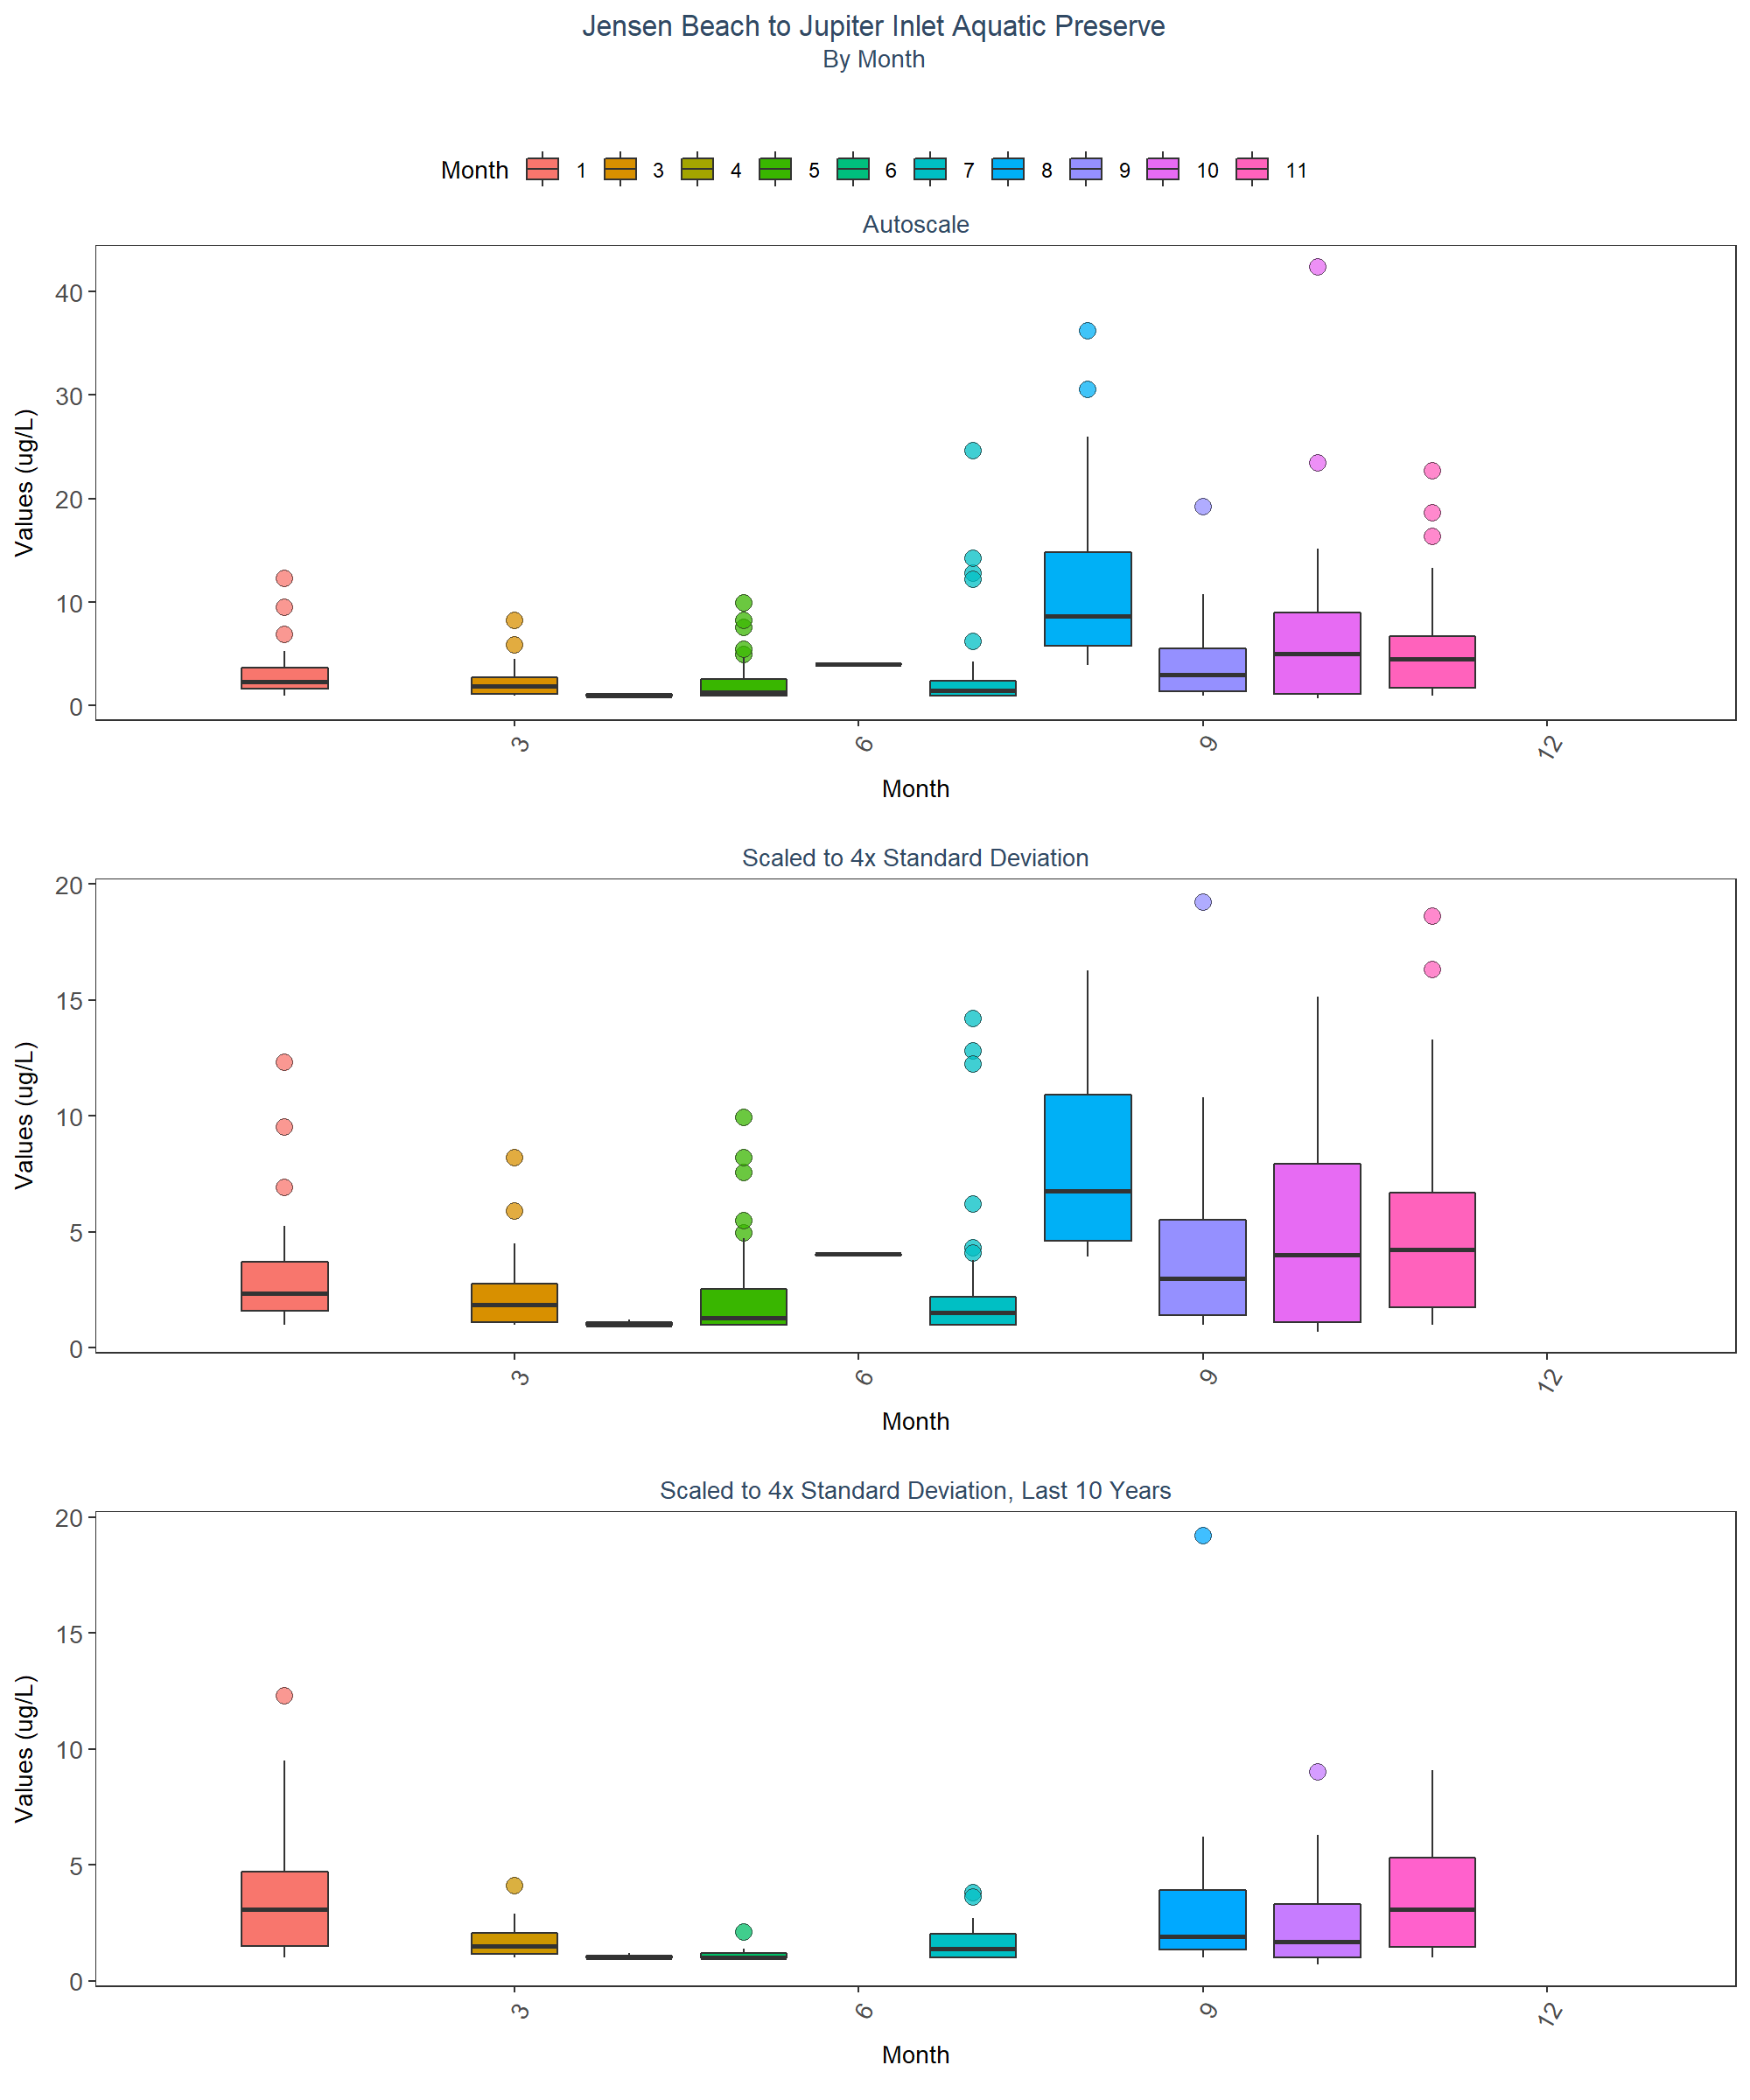 Jensen Beach to Jupiter Inlet Aquatic Preserve
By Month
Month 1 3 4 5 6 7 8 9 10 11
Autoscale
Values (ug/L)
40
30
20
10
0
3 6 9 12
Month
Scaled to 4x Standard Deviation
Values (ug/L)
20
15
10
5
0
3 6 9 12
Month
Scaled to 4x Standard Deviation, Last 10 Years
Values (ug/L)
20
15
10
5
0
3 6 9 12
Month